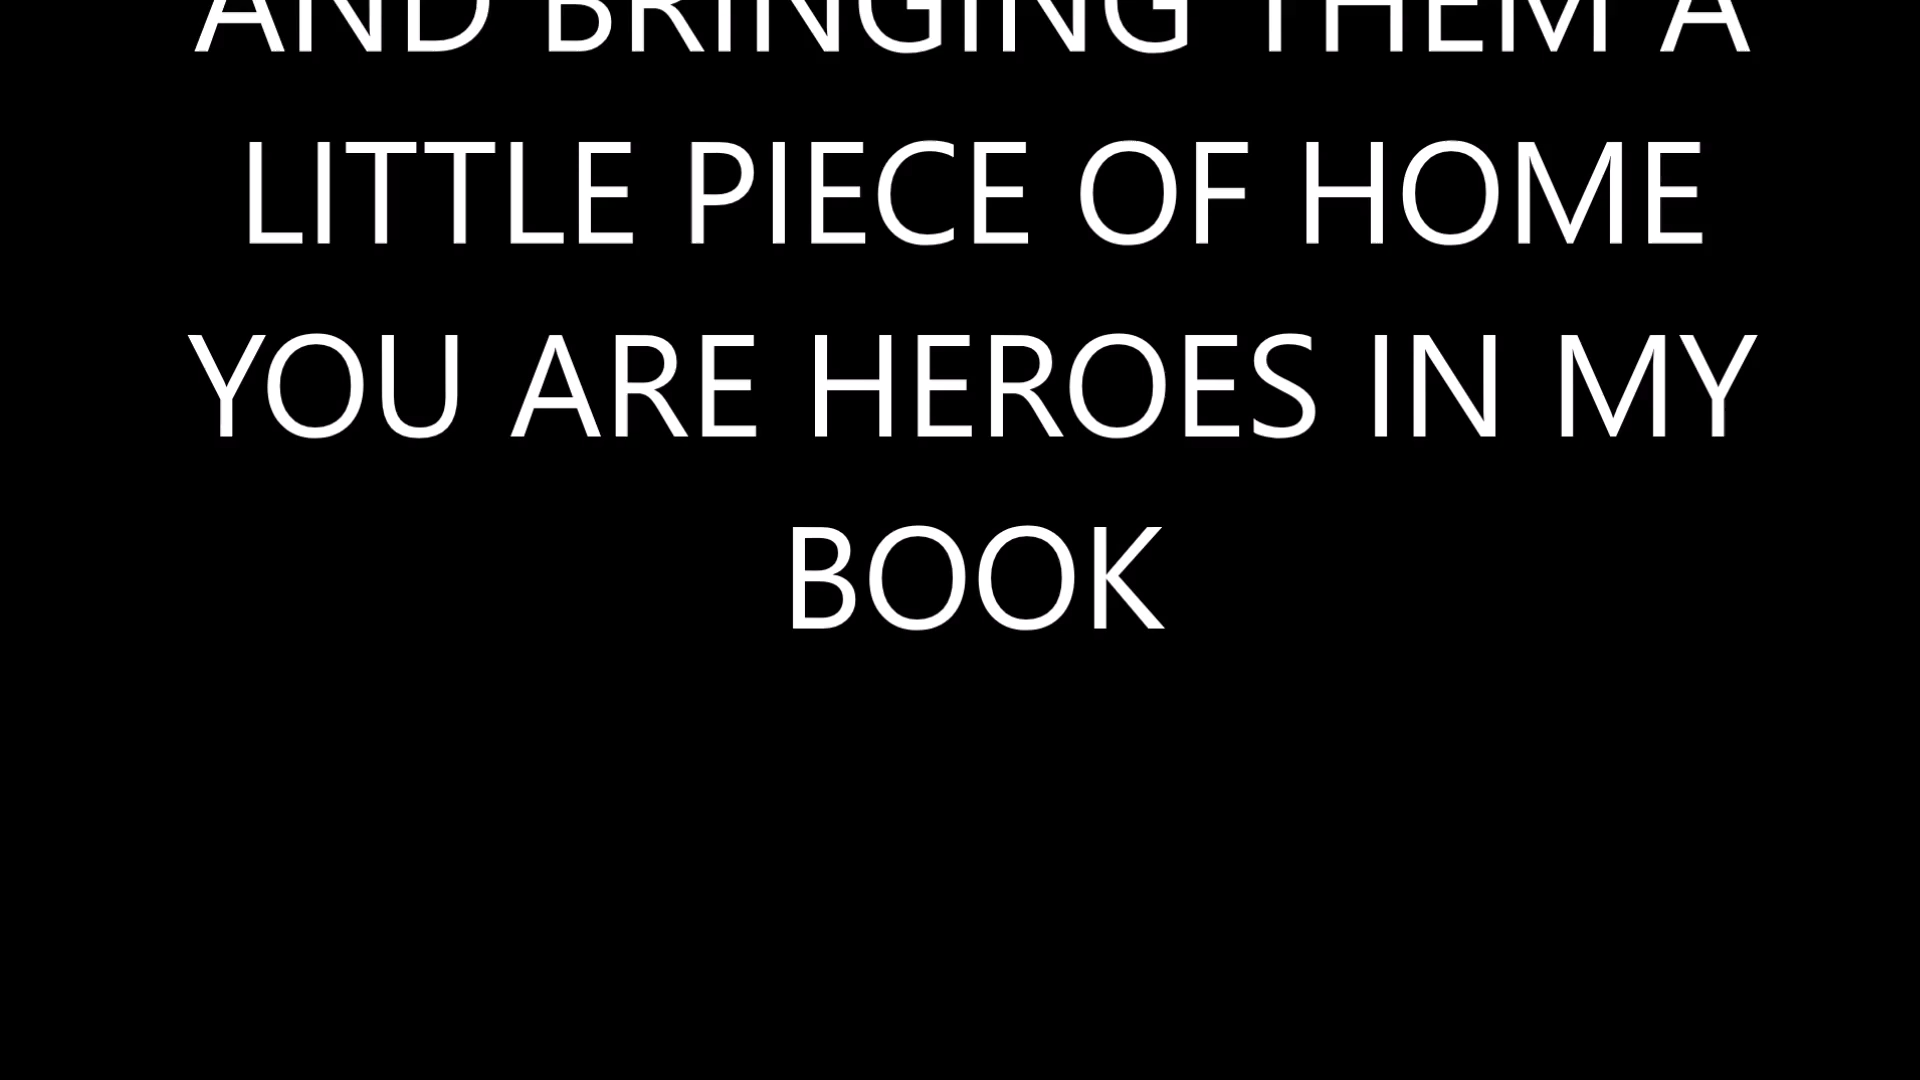 AND BRINGING THEM A
LITTLE PIECE OF HOME
YOU ARE HEROES IN MY
BOOK